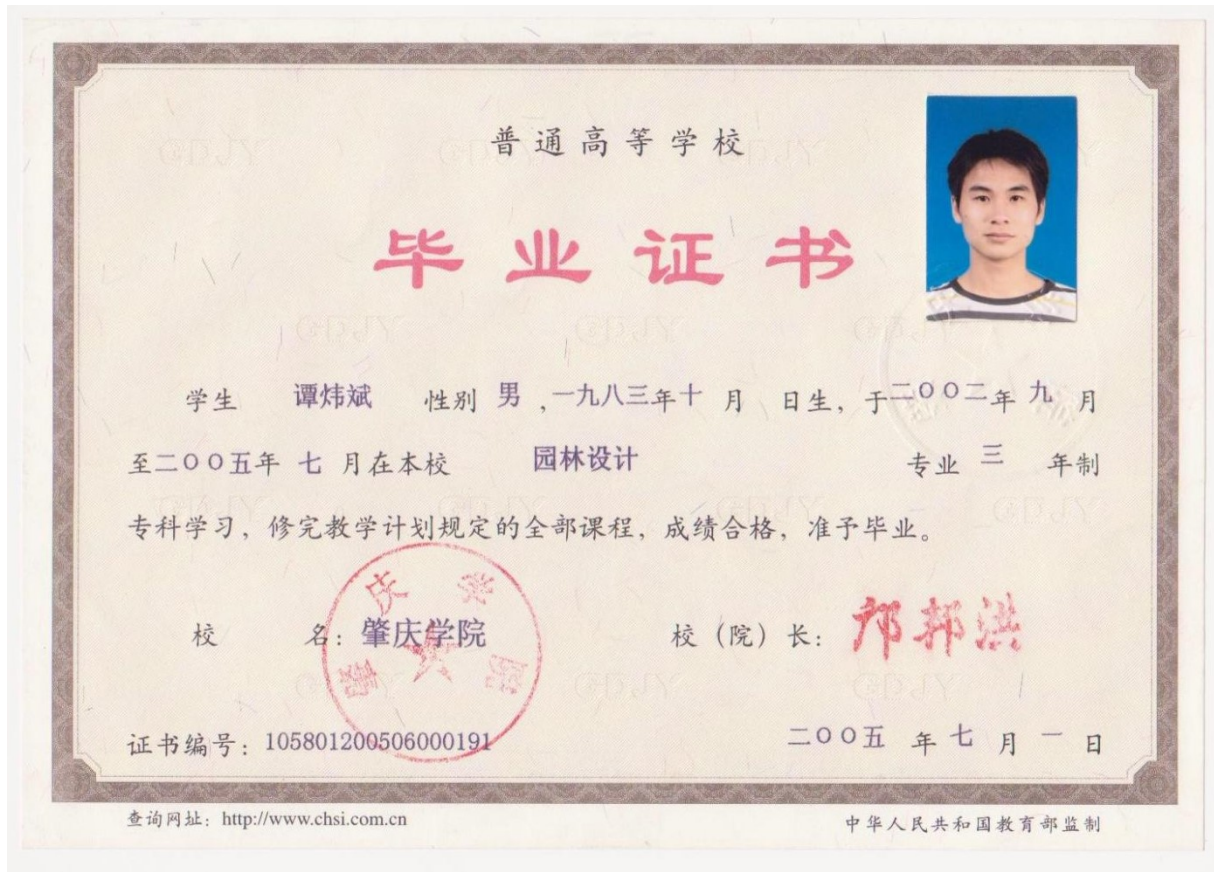 普通高等学校
毕业证书
学生 谭炜斌 性别 男,一九八三年十 月 日生,于二○○二年 九 月
至二○○五年 七 月在本校 园林设计 专业 三 年制
专科学习,修完教学计划规定的全部课程,成绩合格,准予毕业。
校 名:肇庆学院 校(院)长:
肇庆学院
证书编号:105801200506000191 二○○五 年 七 月 一 日
查询网址:http://www.chsi.com.cn 中华人民共和国教育部监制